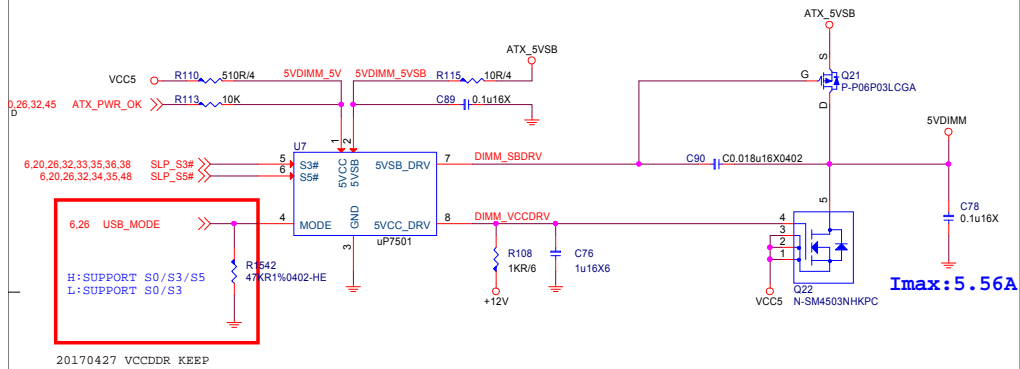 ATX_5VSB
ATX_5VSB
VCC5
R110
510R/4
5VDIMM_5V
5VDIMM_5VSB
R115
10R/4
S
G
Q21
P-P06P03LCGA
D
0,26,32,45
ATX_PWR_OK
R113
10K
C89
0.1u16X
D
5VDIMM
U7
1
2
5VCC
5VSB
6,20,26,32,33,35,36,38
SLP_S3#
5
S3#
5VSB_DRV
7
DIMM_SBDRV
C90
C0.018u16X0402
6,20,26,32,34,35,48
SLP_S5#
6
S5#
6,26
USB_MODE
4
MODE
GND
5VCC_DRV
8
DIMM_VCCDRV
5
4
3
2
1
C78
0.1u16X
3
uP7501
R1542
47KR1%0402-HE
H:SUPPORT S0/S3/S5
L:SUPPORT S0/S3
R108
1KR/6
C76
1u16X6
+12V
VCC5
Q22
N-SM4503NHKPC
Imax:5.56A
20170427 VCCDDR KEEP